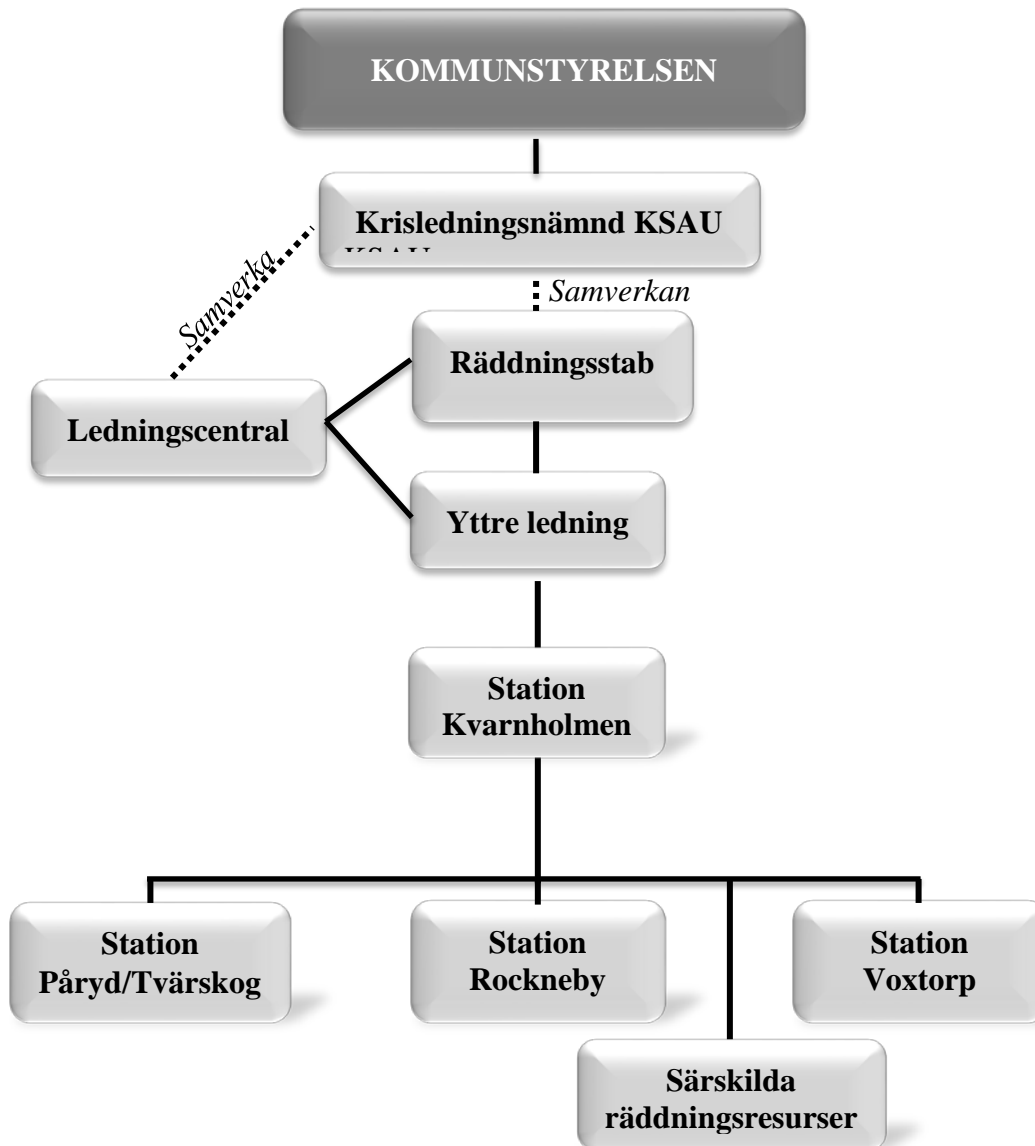 KOMMUNSTYRELSEN
Krisledningsnämnd KSAU
KSAU
Samverka
Samverkan
Räddningsstab
Ledningscentral
Yttre ledning
Station
Kvarnholmen
Station
Påryd/Tvärskog
Station
Rockneby
Station
Voxtorp
Särskilda
räddningsresurser